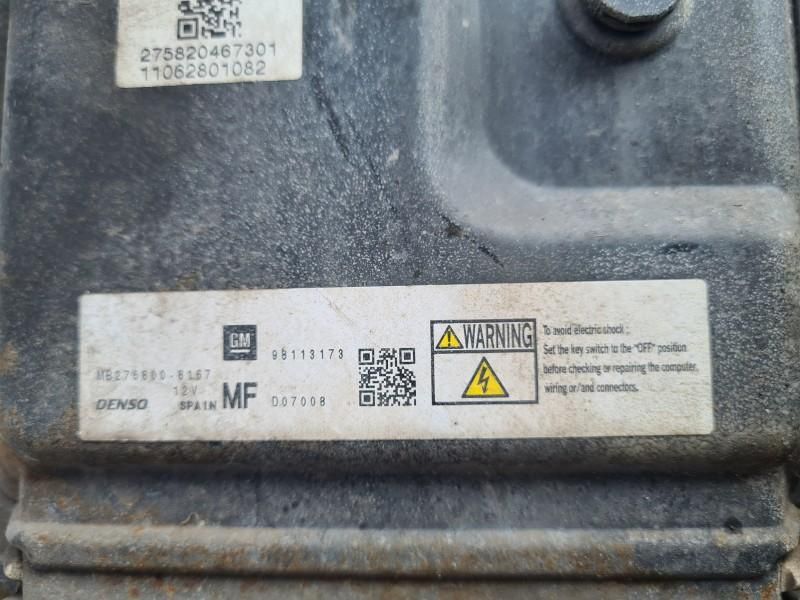 275820467301
11062801082
GM
98113173
MB275800-8167
12V
DENSO SPAIN MF D07008
WARNING
To avoid electric shock ;
Set the key switch to the "OFF" position
before checking or repairing the computer,
wiring or/and connectors.